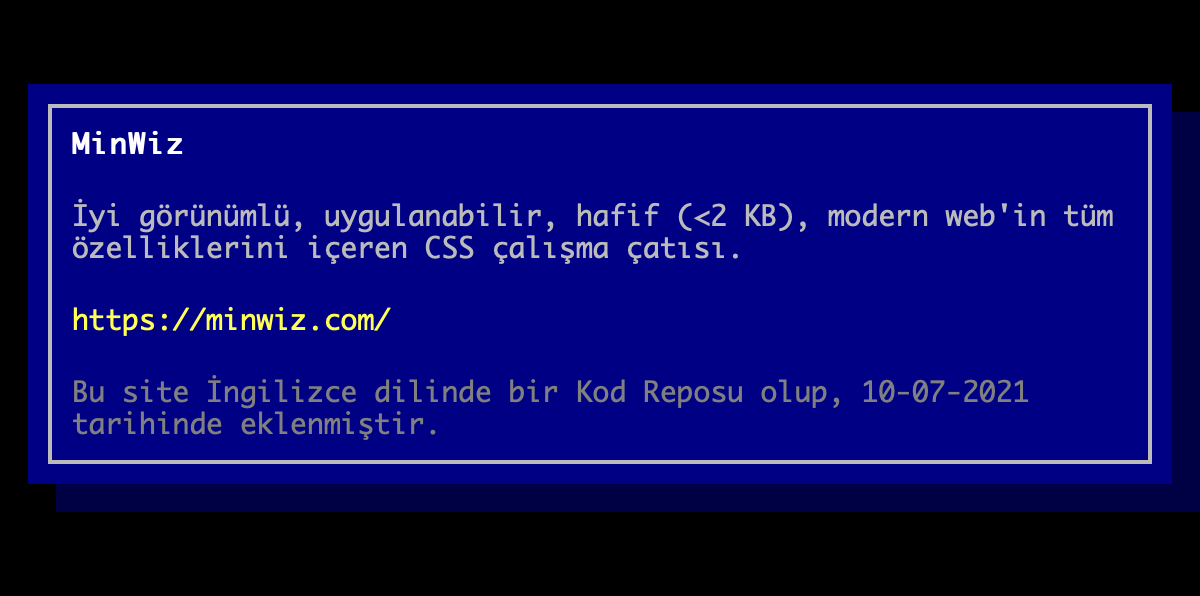 MinWiz
İyi görünümlü, uygulanabilir, hafif (<2 KB), modern web'in tüm
özelliklerini içeren CSS çalışma çatısı.
https://minwiz.com/
Bu site İngilizce dilinde bir Kod Reposu olup, 10-07-2021
tarihinde eklenmiştir.